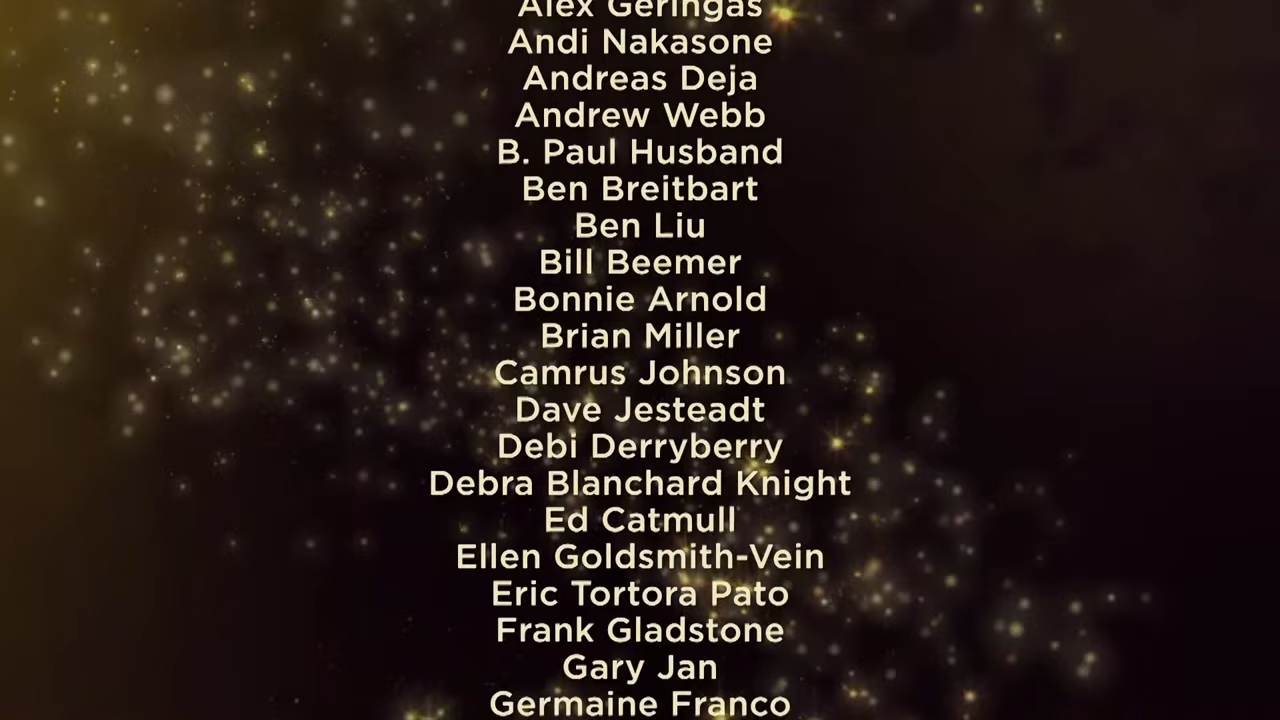 Alex Geringas
Andi Nakasone
Andreas Deja
Andrew Webb
B. Paul Husband
Ben Breitbart
Ben Liu
Bill Beemer
Bonnie Arnold
Brian Miller
Camrus Johnson
Dave Jesteadt
Debi Derryberry
Debra Blanchard Knight
Ed Catmull
Ellen Goldsmith-Vein
Eric Tortora Pato
Frank Gladstone
Gary Jan
Germaine Franco